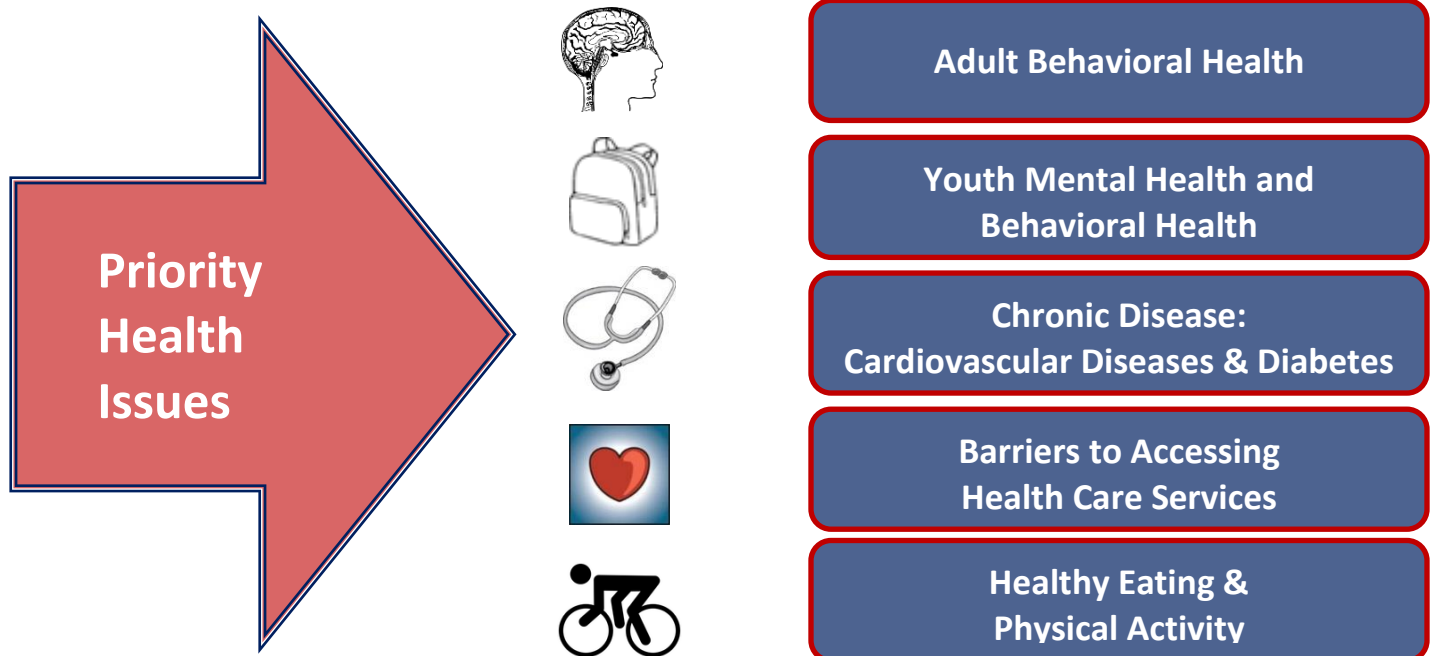 Priority
Health
Issues
Adult Behavioral Health
Youth Mental Health and
Behavioral Health
Chronic Disease:
Cardiovascular Diseases & Diabetes
Barriers to Accessing
Health Care Services
Healthy Eating &
Physical Activity